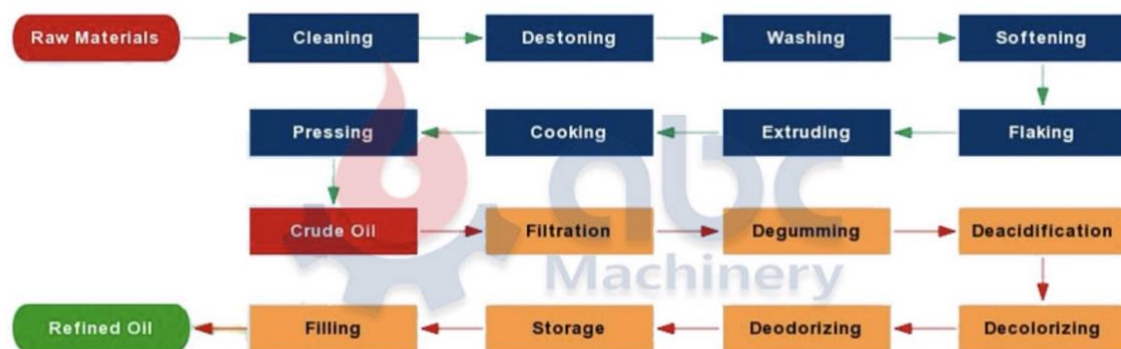 Raw Materials
Cleaning
Destoning
Washing
Softening
Flaking
Extruding
Cooking
Pressing
Crude Oil
Filtration
Degumming
Deacidification
Decolorizing
Deodorizing
Storage
Filling
Refined Oil
abc
Machinery